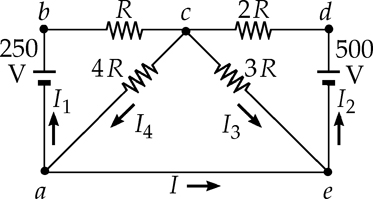 b R c 2R d
250 V 4R 3R 500 V
I₁ I₄ I₃ I₂
a I e